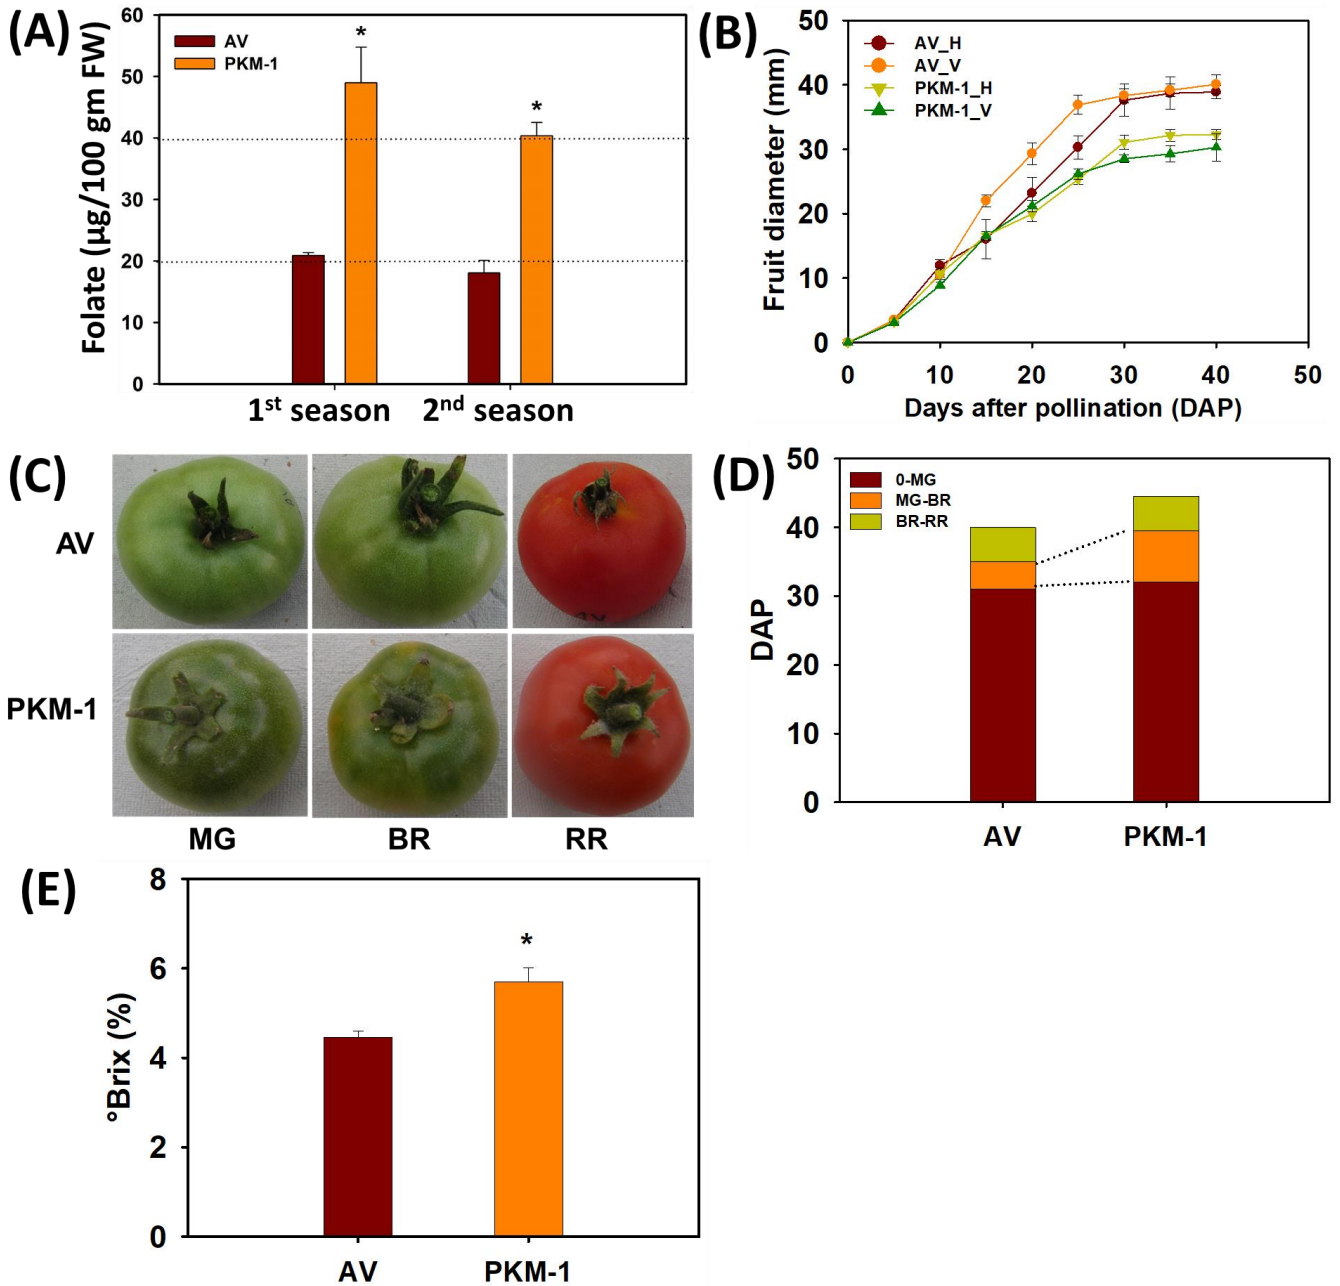 (A)
60
50
40
30
20
10
0
Folate (µg/100 gm FW)
AV
PKM-1
*
*
1st season
2nd season
(B)
50
40
30
20
10
0
Fruit diameter (mm)
AV_H
AV_V
PKM-1_H
PKM-1_V
0 10 20 30 40 50
Days after pollination (DAP)
(C)
AV
PKM-1
MG
BR
RR
(D)
50
40
30
20
10
0
DAP
0-MG
MG-BR
BR-RR
AV
PKM-1
(E)
8
6
4
2
0
°Brix (%)
*
AV
PKM-1